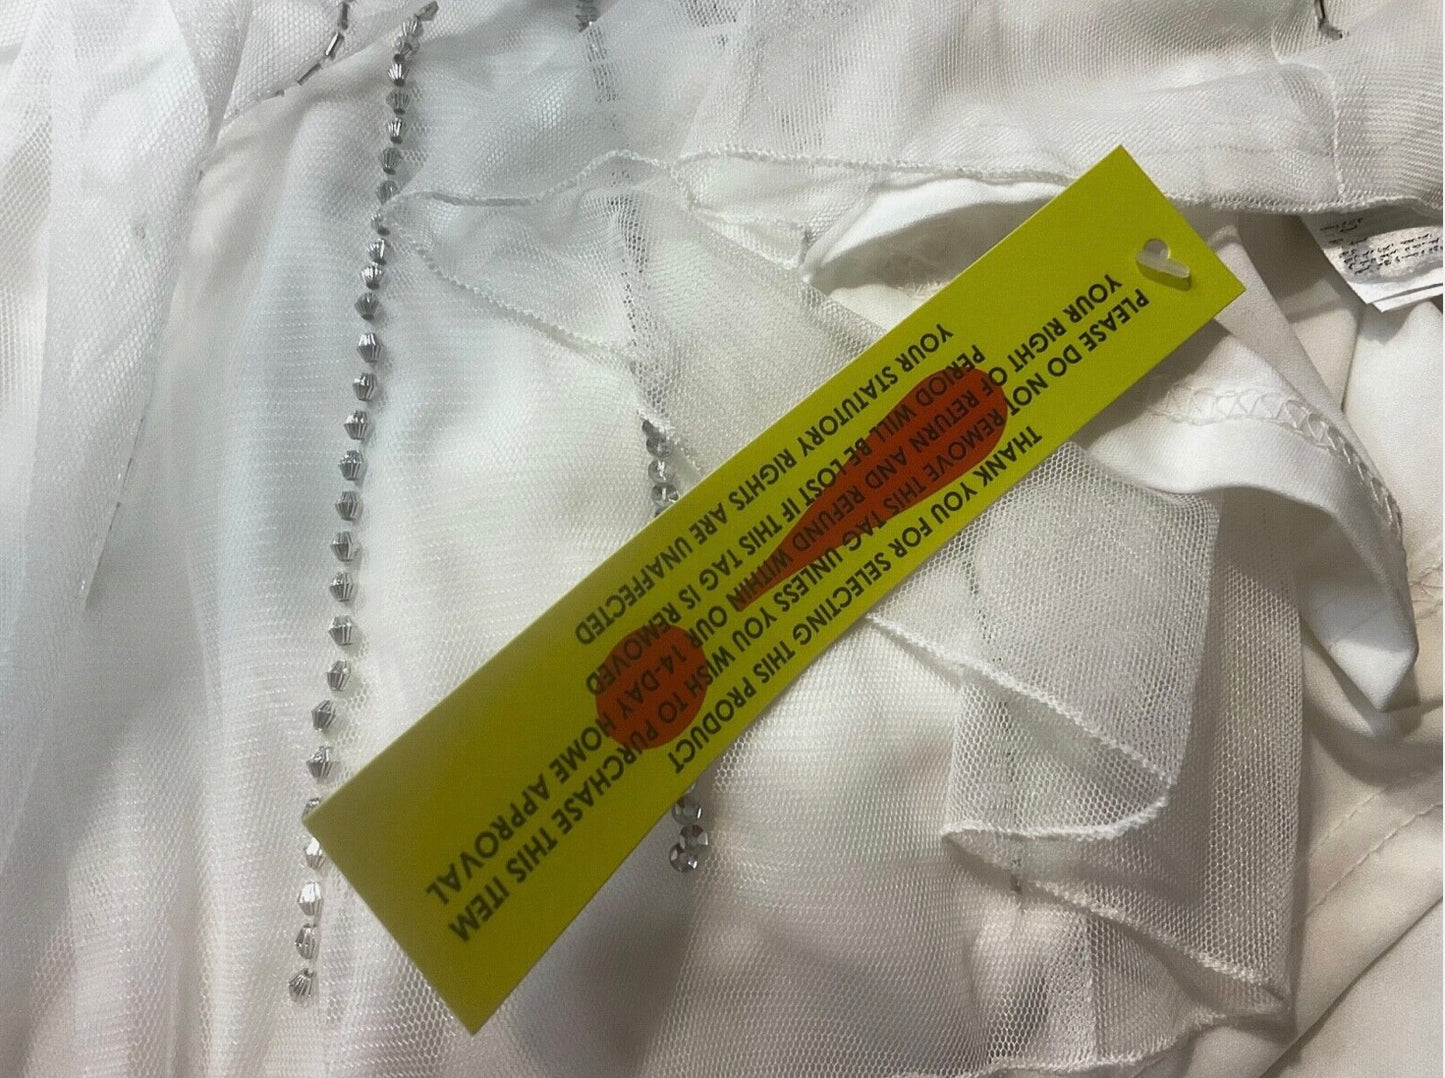 THANK YOU FOR SELECTING THIS PRODUCT
PLEASE DO NOT REMOVE THIS TAG UNLESS YOU WISH TO PURCHASE THIS ITEM
YOUR RIGHT OF RETURN AND REFUND WITHIN OUR 14-DAY HOME APPROVAL
PERIOD WILL BE LOST IF THIS TAG IS REMOVED
YOUR STATUTORY RIGHTS ARE UNAFFECTED